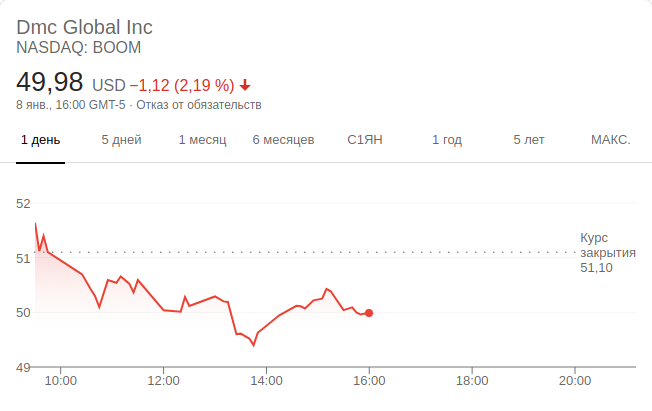 Dmc Global Inc
NASDAQ: BOOM
49,98 USD −1,12 (2,19 %)
8 янв., 16:00 GMT-5 · Отказ от обязательств
1 день 5 дней 1 месяц 6 месяцев С1ЯН 1 год 5 лет МАКС.
52
Курс
закрытия
51,10
51
50
49
10:00 12:00 14:00 16:00 18:00 20:00